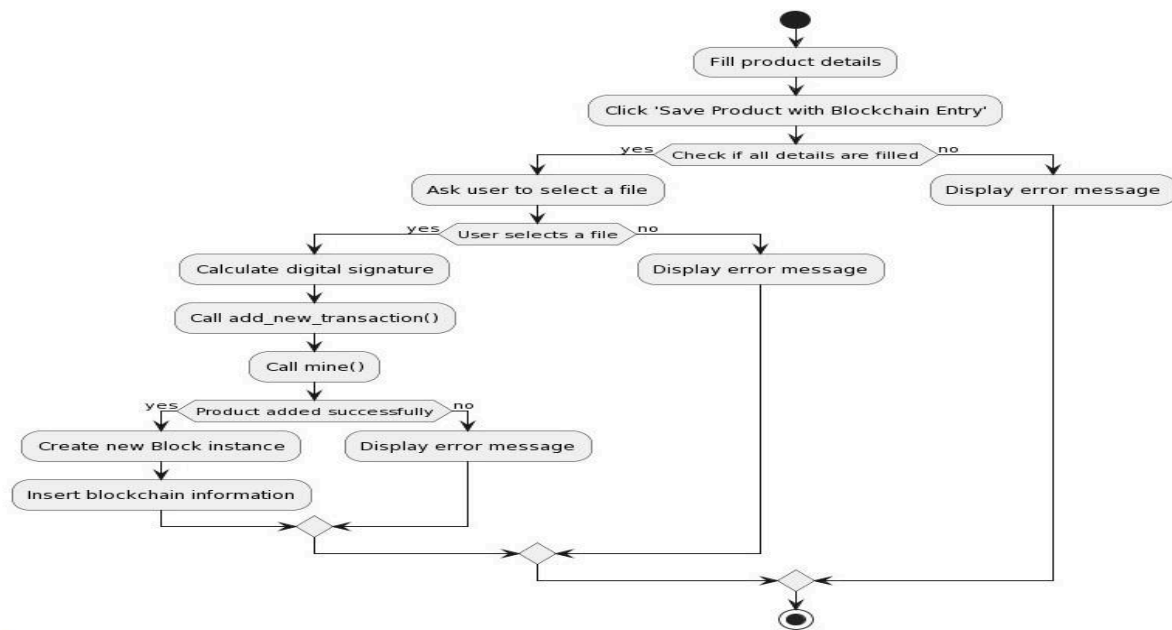 Fill product details
Click 'Save Product with Blockchain Entry'
yes
Check if all details are filled
no
Ask user to select a file
Display error message
yes
User selects a file
no
Calculate digital signature
Display error message
Call add_new_transaction()
Call mine()
yes
Product added successfully
no
Create new Block instance
Display error message
Insert blockchain information